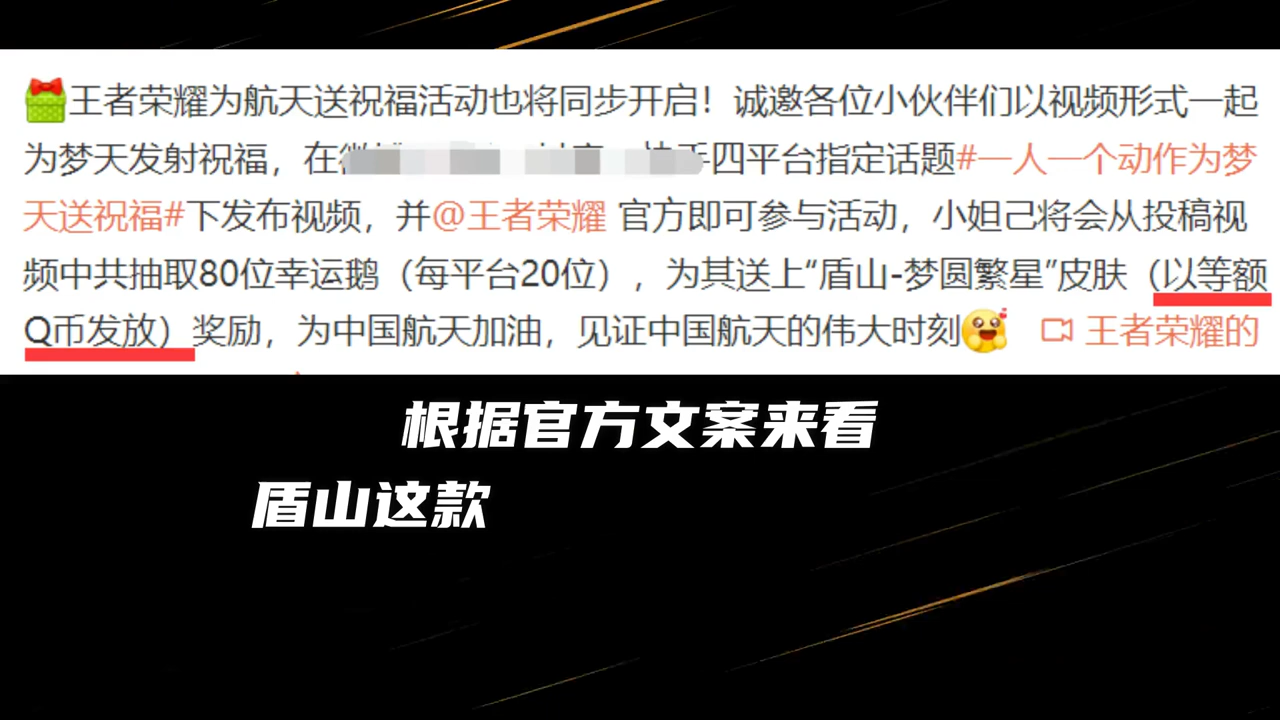 王者荣耀为航天送祝福活动也将同步开启！诚邀各位小伙伴们以视频形式一起
为梦天发射祝福，在 四平台指定话题#一人一个动作为梦
天送祝福#下发布视频，并@王者荣耀 官方即可参与活动，小妲己将会从投稿视
频中共抽取80位幸运鹅（每平台20位），为其送上“盾山-梦圆繁星”皮肤（以等额
Q币发放）奖励，为中国航天加油，见证中国航天的伟大时刻 王者荣耀的
根据官方文案来看
盾山这款